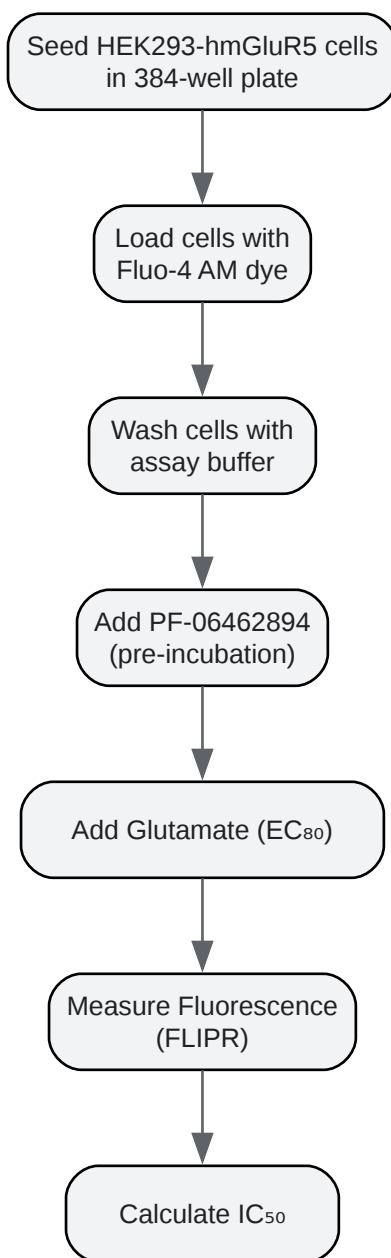 Seed HEK293-hmGluR5 cells
in 384-well plate
Load cells with
Fluo-4 AM dye
Wash cells with
assay buffer
Add PF-06462894
(pre-incubation)
Add Glutamate (EC₈₀)
Measure Fluorescence
(FLIPR)
Calculate IC₅₀